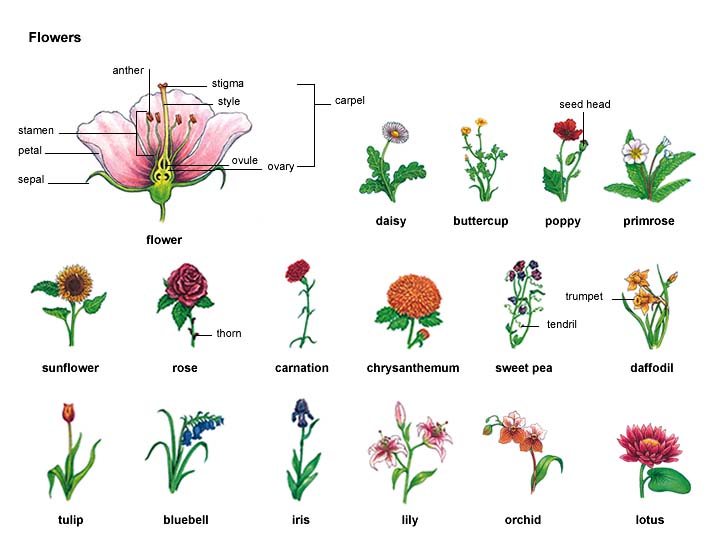 Flowers
anther
stigma
style
carpel
stamen
petal
sepal
ovule
ovary
flower
seed head
daisy
buttercup
poppy
primrose
thorn
trumpet
tendril
sunflower
rose
carnation
chrysanthemum
sweet pea
daffodil
tulip
bluebell
iris
lily
orchid
lotus